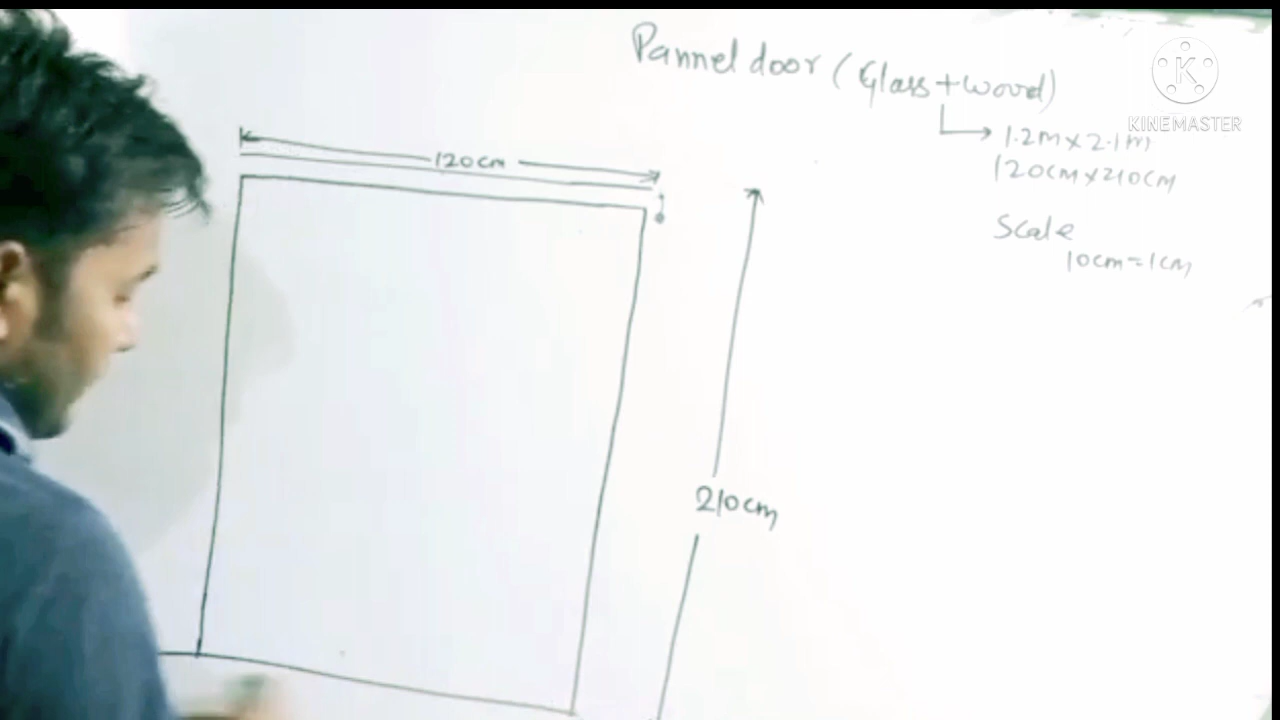 Pannel door (Glass+wood)
1.2m x 2.1m
120cm x 210cm
Scale
10cm = 1cm
120cm
210cm
K
KINEMASTER